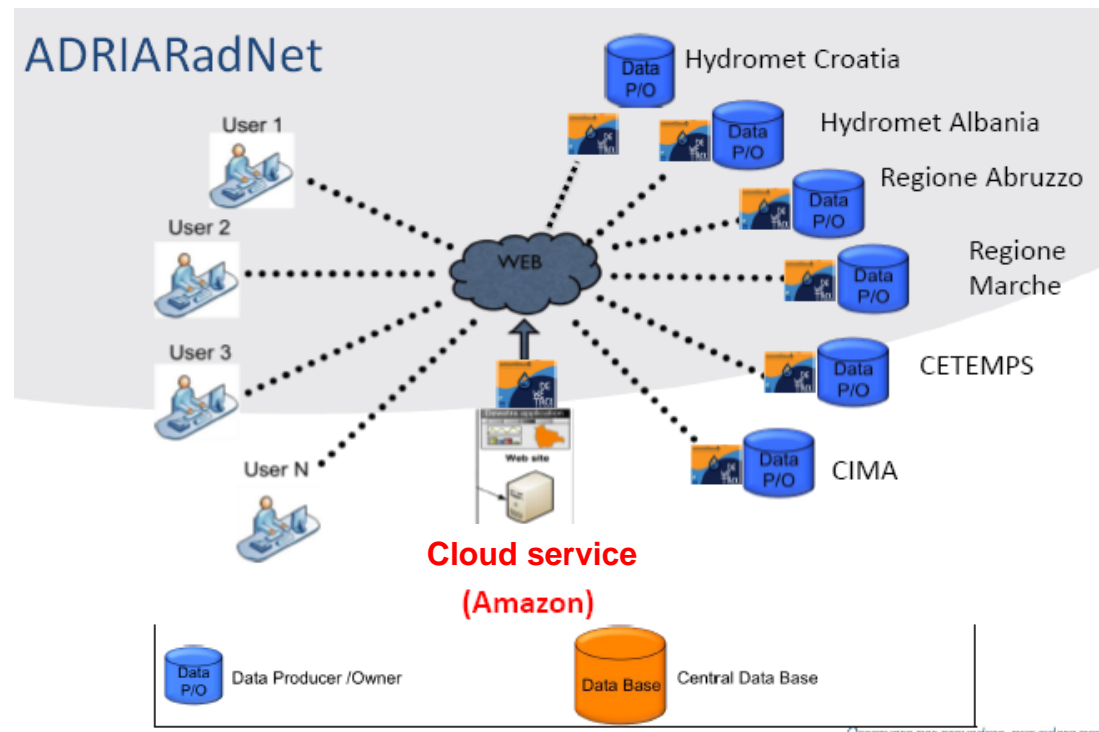 ADRIARadNet
Data
P/O
Hydromet Croatia
User 1
Data
P/O
Hydromet Albania
Data
P/O
Regione Abruzzo
User 2
WEB
Data
P/O
Regione
Marche
User 3
Data
P/O
CETEMPS
User N
Web site
Data
P/O
CIMA
Cloud service
(Amazon)
Data
P/O
Data Producer /Owner
Data Base
Central Data Base